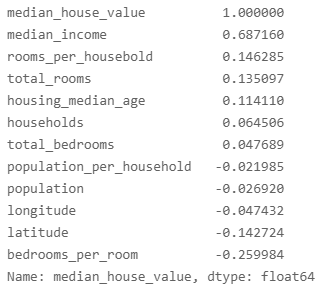 median_house_value 1.000000
median_income 0.687160
rooms_per_housebold 0.146285
total_rooms 0.135097
housing_median_age 0.114110
households 0.064506
total_bedrooms 0.047689
population_per_household -0.021985
population -0.026920
longitude -0.047432
latitude -0.142724
bedrooms_per_room -0.259984
Name: median_house_value, dtype: float64